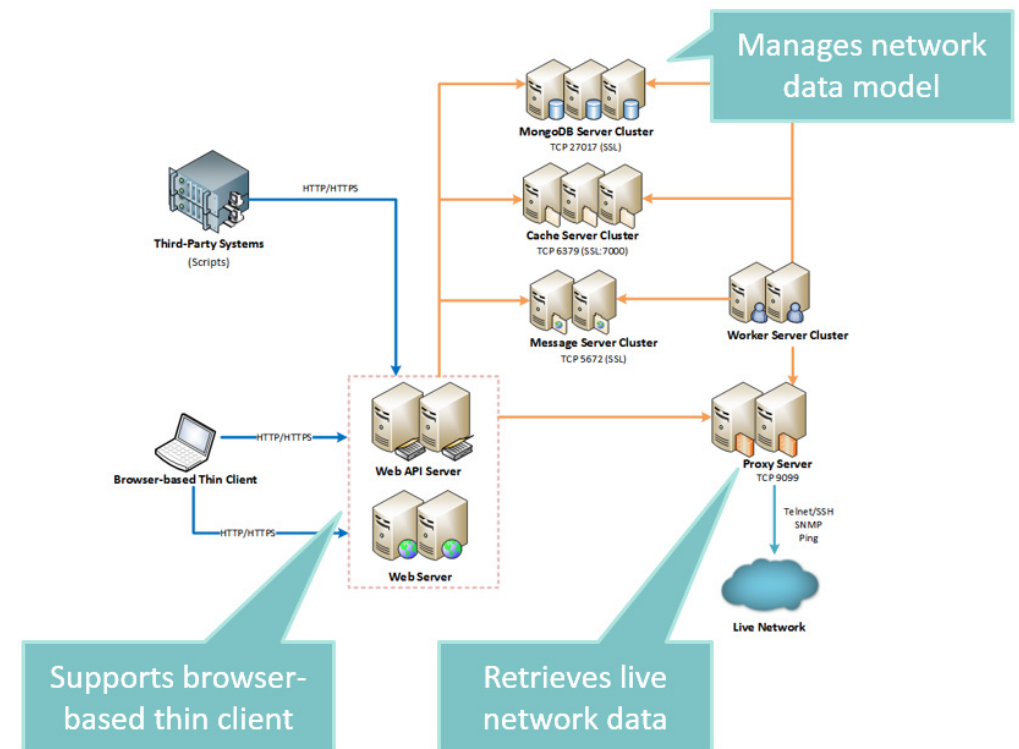 Manages network
data model
MongoDB Server Cluster
TCP 27017 (SSL)
HTTP/HTTPS
Third-Party Systems
(Scripts)
Cache Server Cluster
TCP 6379 (SSL:7000)
Message Server Cluster
TCP 5672 (SSL)
Worker Server Cluster
HTTP/HTTPS
Browser-based Thin Client
Web API Server
HTTP/HTTPS
Web Server
Proxy Server
TCP 9099
Telnet/SSH
SNMP
Ping
Live Network
Supports browser-
based thin client
Retrieves live
network data